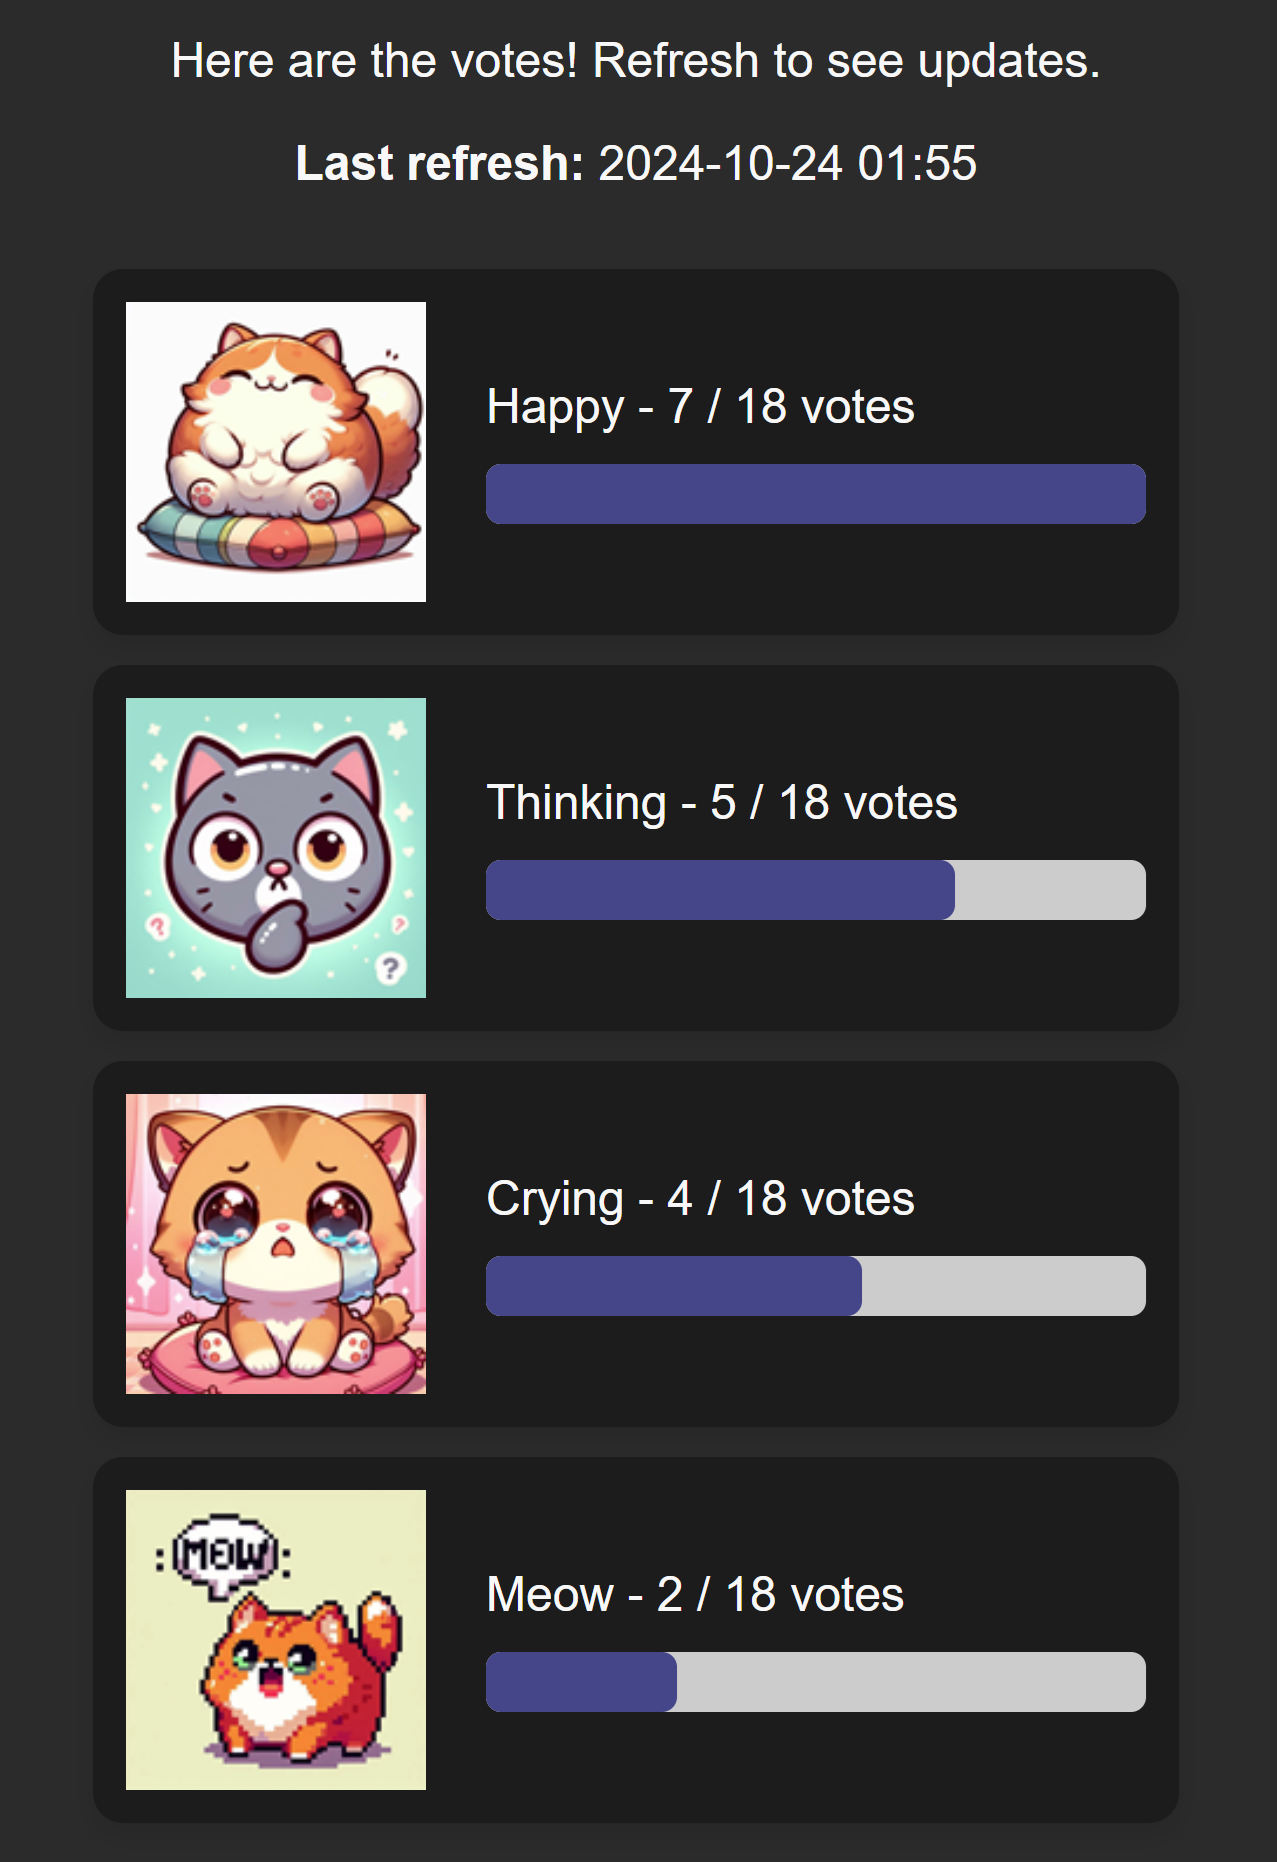 Here are the votes! Refresh to see updates.
Last refresh: 2024-10-24 01:55
Happy - 7 / 18 votes
Thinking - 5 / 18 votes
? ? ?
Crying - 4 / 18 votes
:MEOW:
Meow - 2 / 18 votes